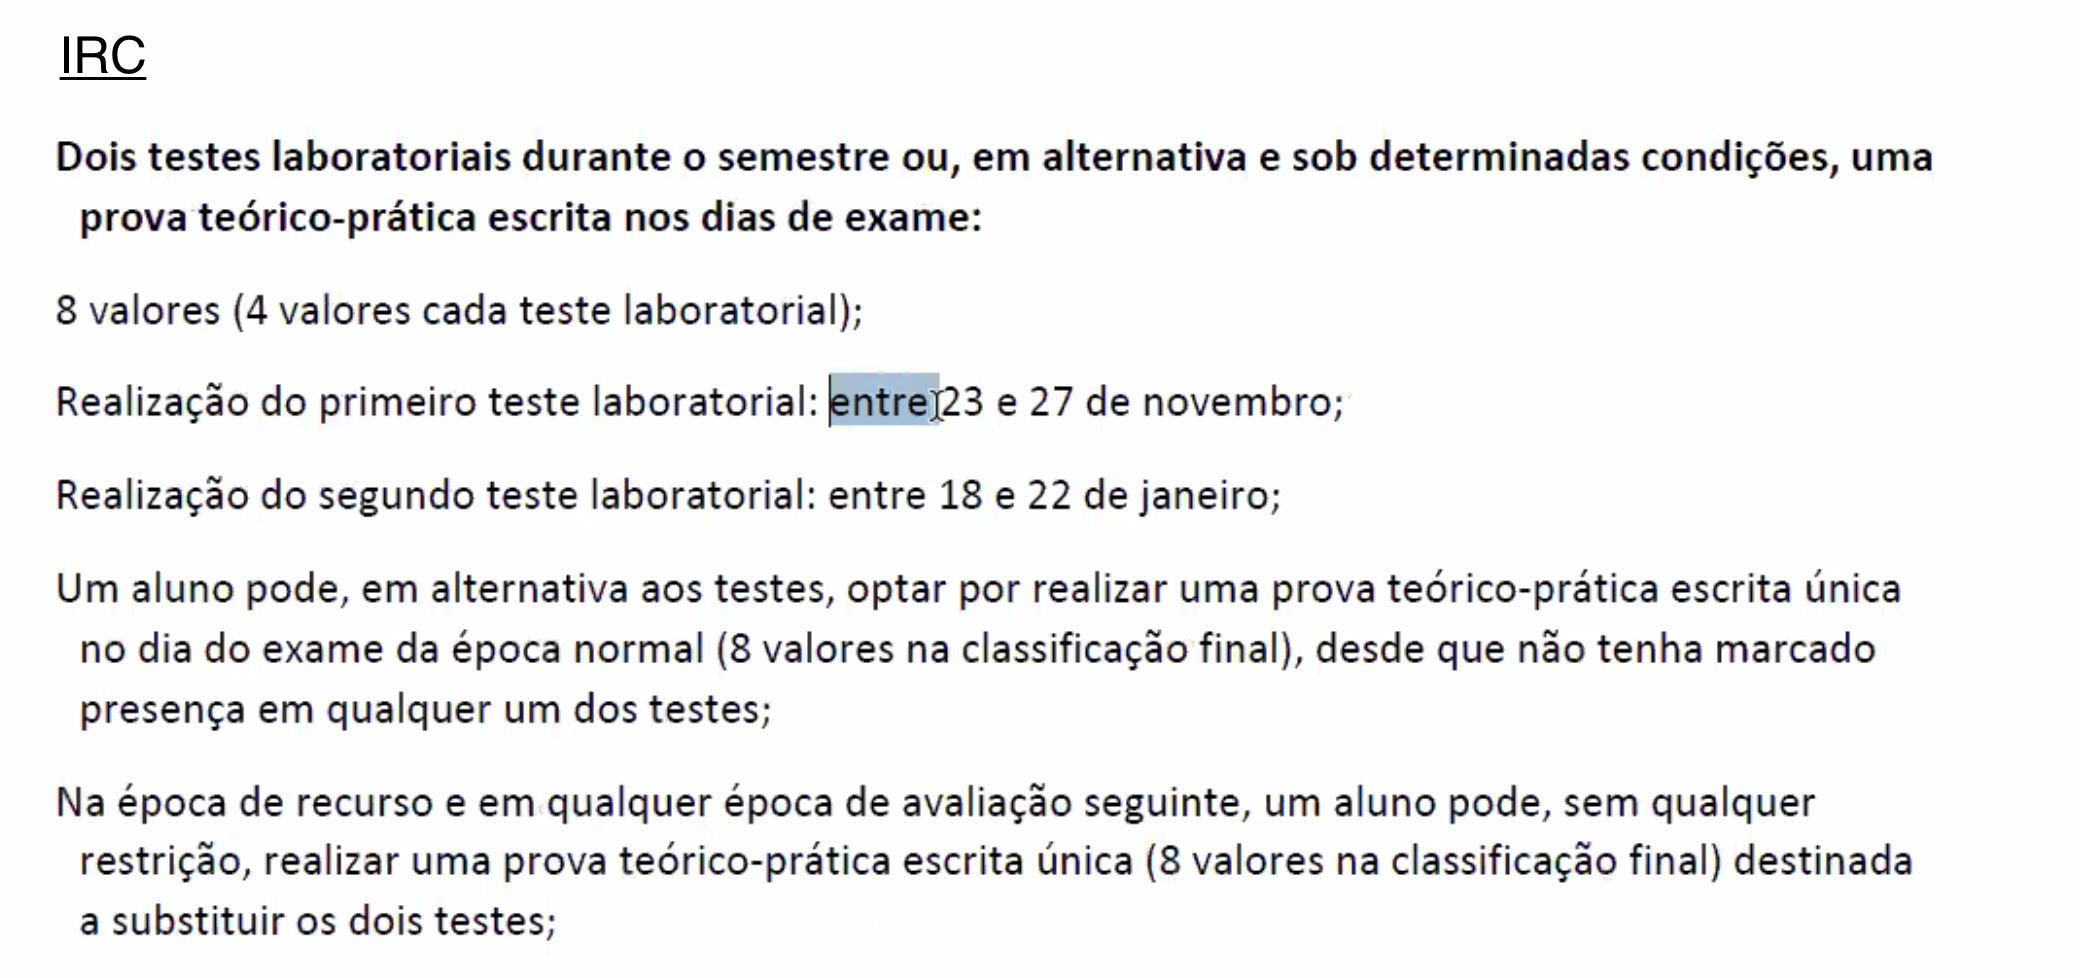 IRC
Dois testes laboratoriais durante o semestre ou, em alternativa e sob determinadas condições, uma
prova teórico-prática escrita nos dias de exame:
8 valores (4 valores cada teste laboratorial);
Realização do primeiro teste laboratorial: entre 23 e 27 de novembro;
Realização do segundo teste laboratorial: entre 18 e 22 de janeiro;
Um aluno pode, em alternativa aos testes, optar por realizar uma prova teórico-prática escrita única
no dia do exame da época normal (8 valores na classificação final), desde que não tenha marcado
presença em qualquer um dos testes;
Na época de recurso e em qualquer época de avaliação seguinte, um aluno pode, sem qualquer
restrição, realizar uma prova teórico-prática escrita única (8 valores na classificação final) destinada
a substituir os dois testes;